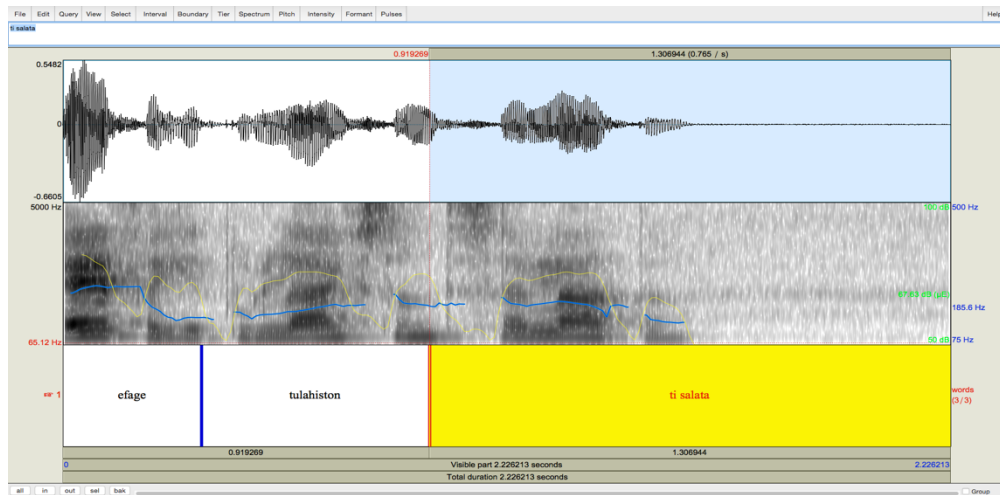 File Edit Query View Select Interval Boundary Tier Spectrum Pitch Intensity Formant Pulses Help
ti salata
0.919269 1.306944 (0.765 / s)
0.5482
0
-0.6605
5000 Hz 100 dB 500 Hz
185.6 Hz
65.12 Hz 50 dB 75 Hz
1 efage tulahiston ti salata words
(3/3)
0.919269 1.306944
0 Visible part 2.226213 seconds 2.226213
Total duration 2.226213 seconds
all in out sel bak Group